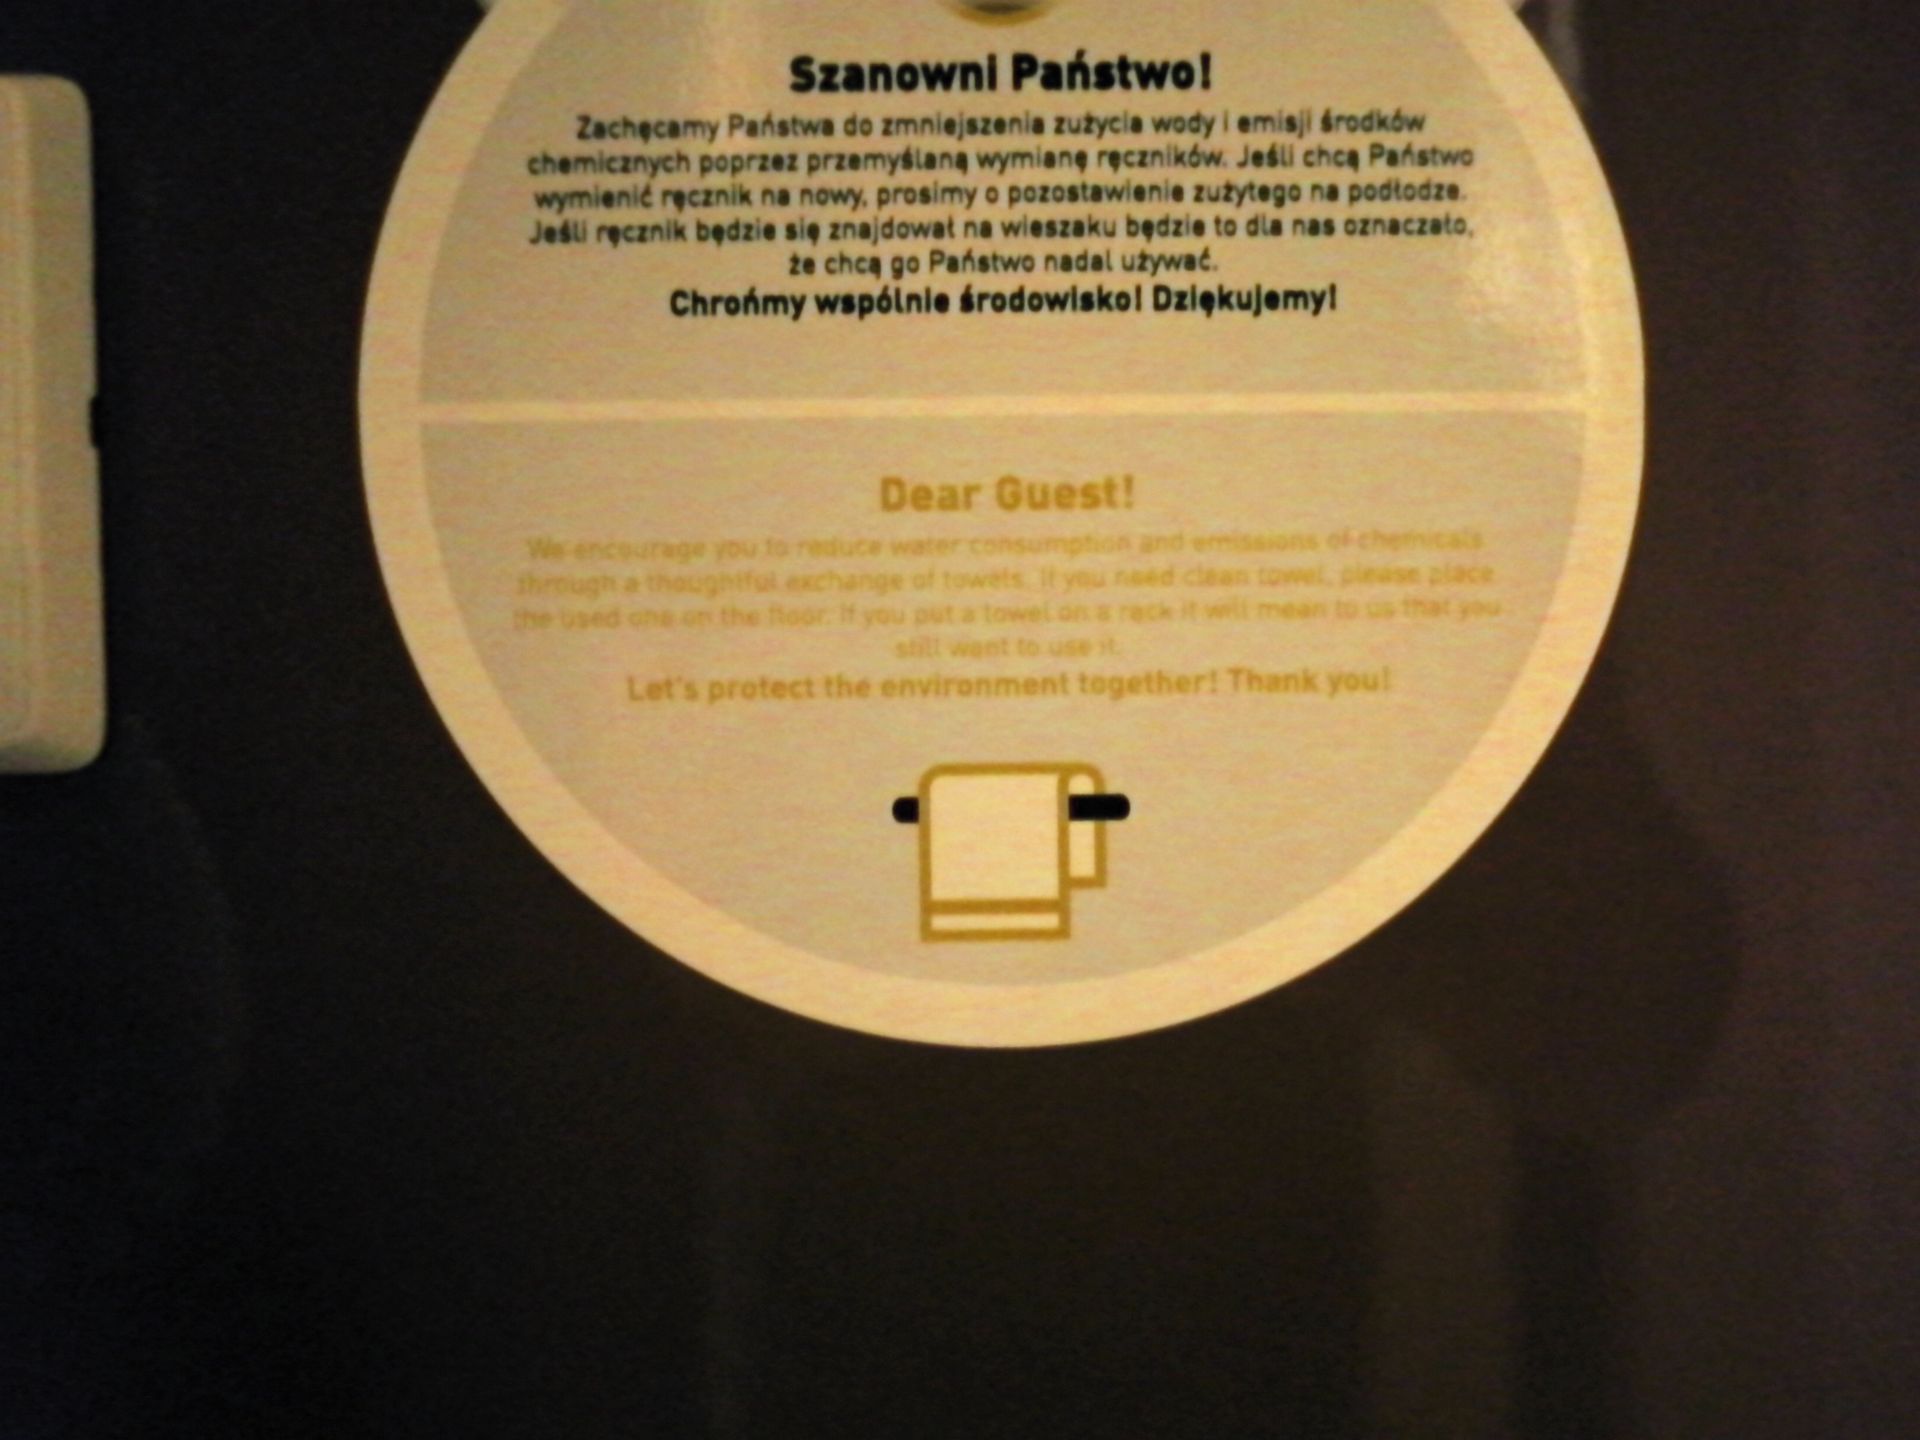 Szanowni Państwo!
Zachęcamy Państwa do zmniejszenia zużycia wody i emisji środków
chemicznych poprzez przemyślaną wymianę ręczników. Jeśli chcą Państwo
wymienić ręcznik na nowy, prosimy o pozostawienie zużytego na podłodze.
Jeśli ręcznik będzie się znajdował na wieszaku będzie to dla nas oznaczało,
że chcą go Państwo nadal używać.
Chrońmy wspólnie środowisko! Dziękujemy!
Dear Guest!
We encourage you to reduce water consumption and emissions of chemicals
through a thoughtful exchange of towels. If you need clean towel, please place
the used one on the floor. If you put a towel on a rack it will mean to us that you
still want to use it.
Let's protect the environment together! Thank you!